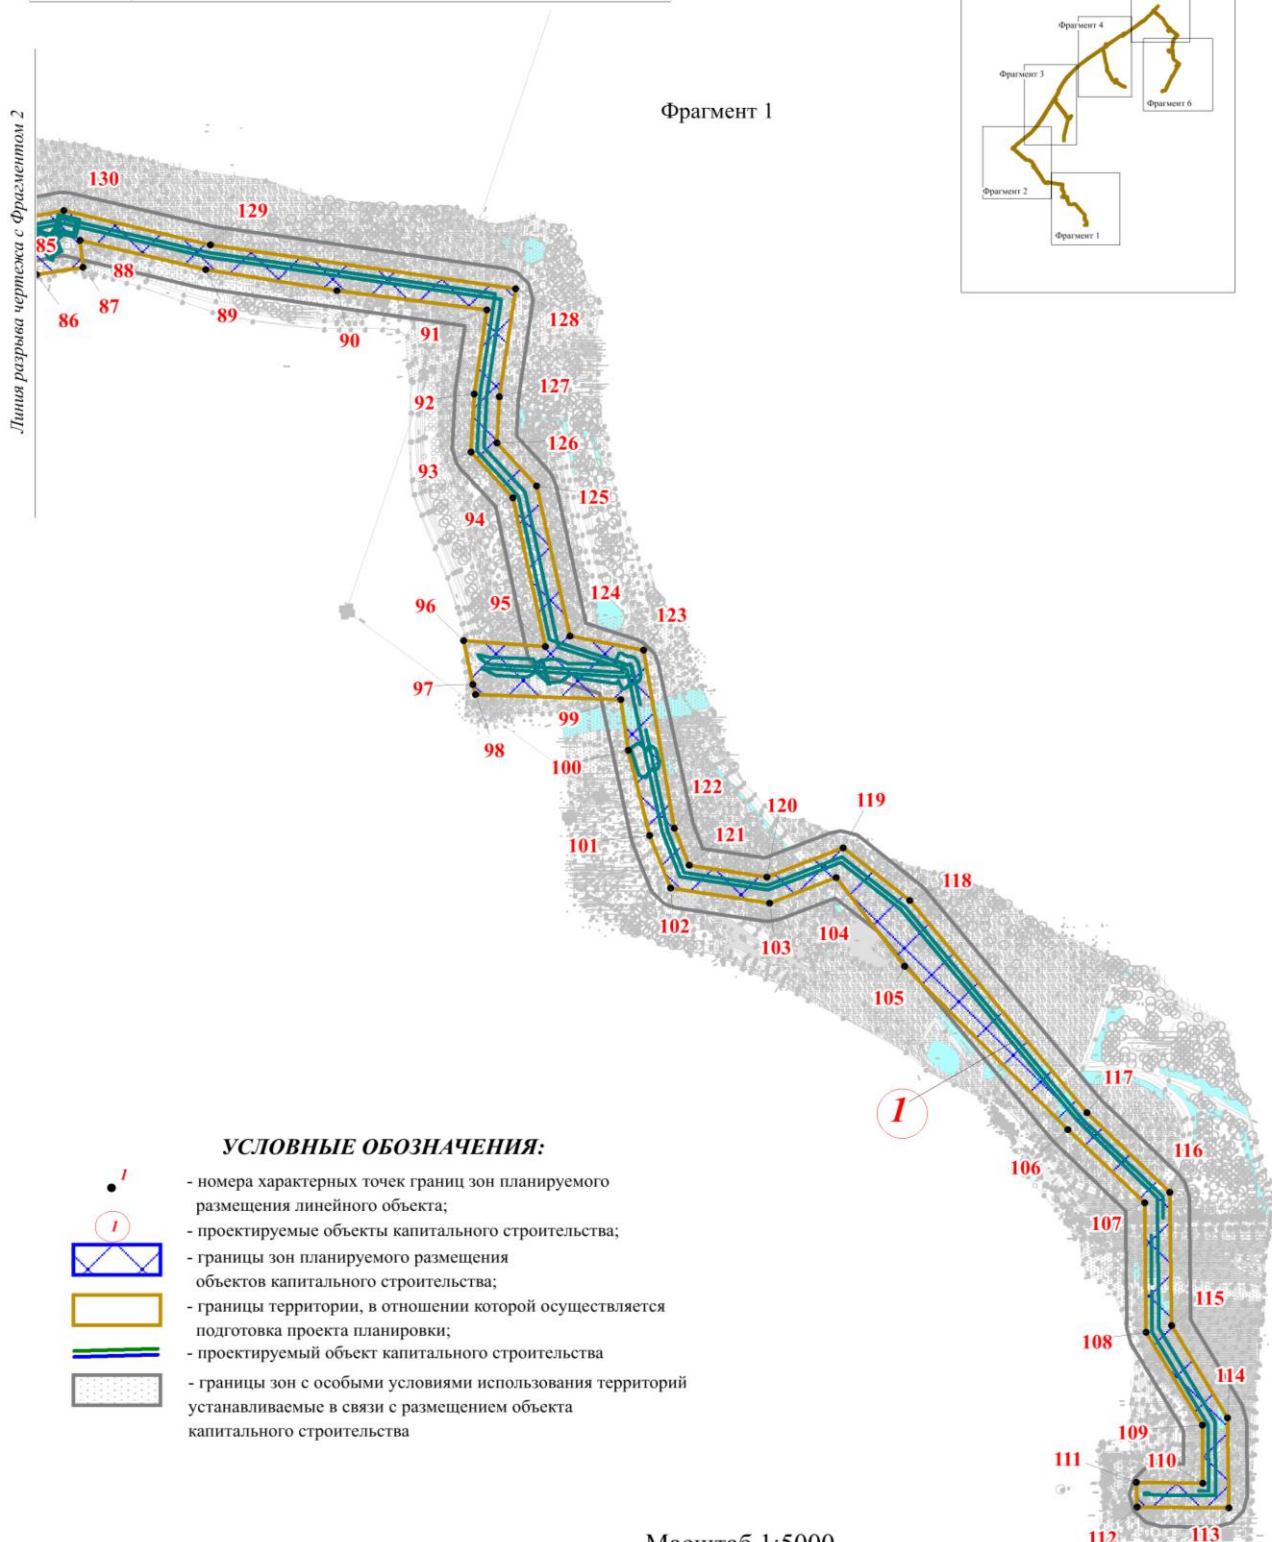 Фрагмент 4
Фрагмент 3
Фрагмент 6
Фрагмент 2
Фрагмент 1
Фрагмент 1
Линия разрыва чертежа с Фрагментом 2
130
129
85
88
87
86
89
90
91
128
92
127
126
93
125
94
95
124
96
123
97
99
98
100
122
120
119
121
101
118
102
103
104
105
117
1
116
106
107
115
108
114
109
110
111
112
113
УСЛОВНЫЕ ОБОЗНАЧЕНИЯ:
1
- номера характерных точек границ зон планируемого
размещения линейного объекта;
1
- проектируемые объекты капитального строительства;
- границы зон планируемого размещения
объектов капитального строительства;
- границы территории, в отношении которой осуществляется
подготовка проекта планировки;
- проектируемый объект капитального строительства
- границы зон с особыми условиями использования территорий
устанавливаемые в связи с размещением объекта
капитального строительства
Масштаб 1:5000